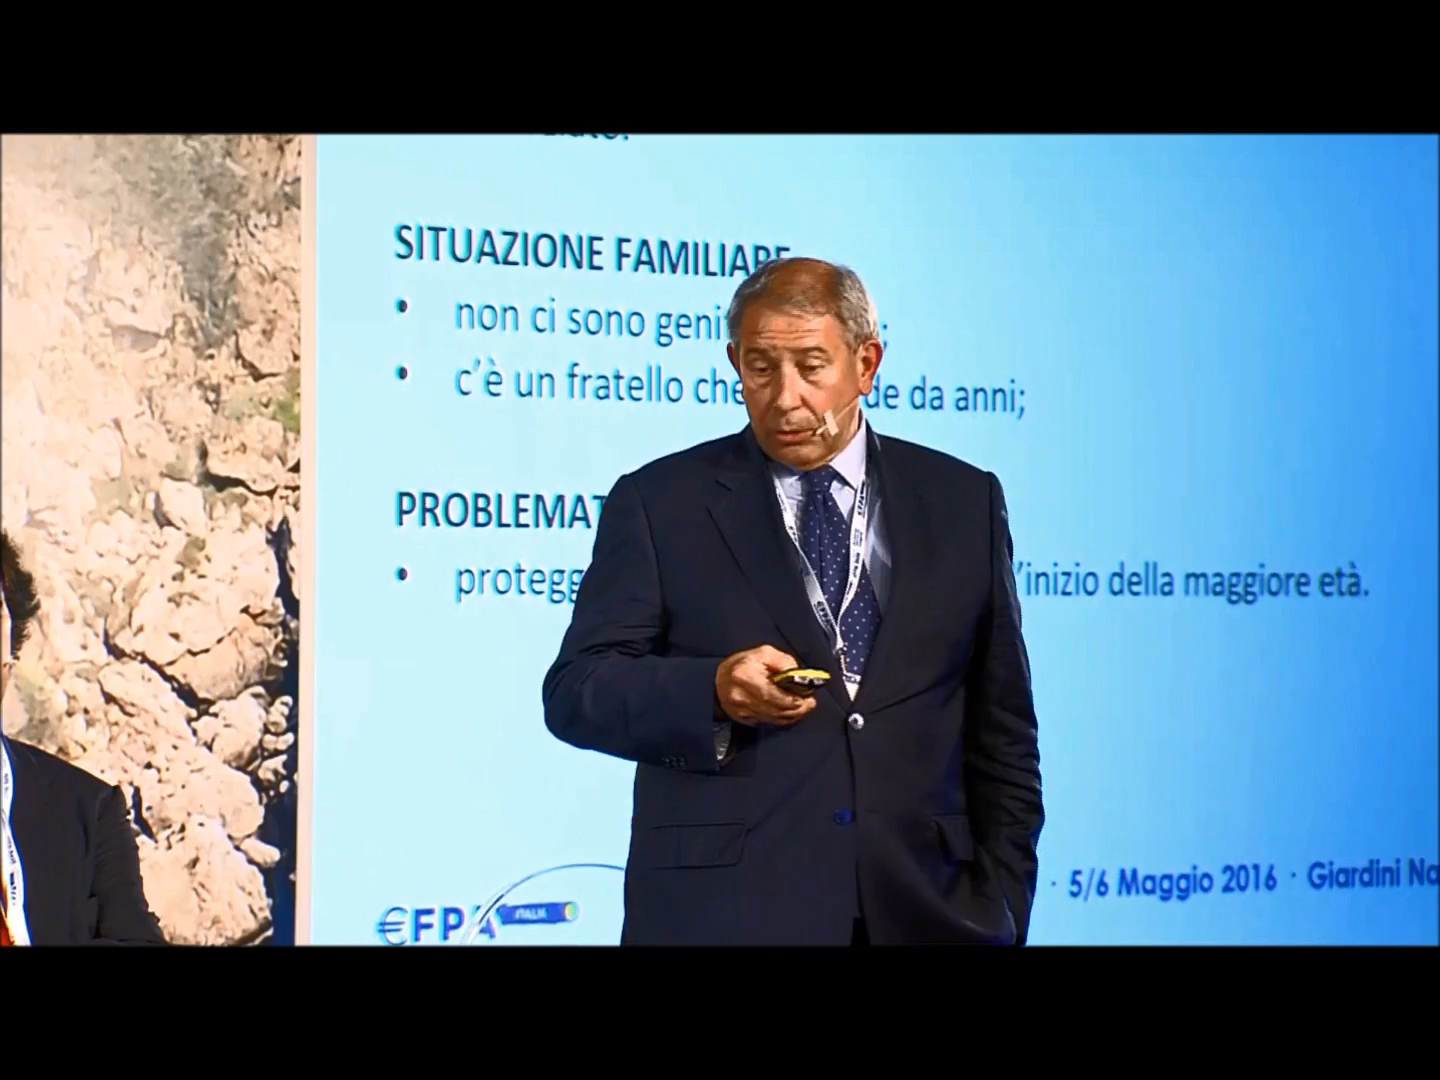 SITUAZIONE FAMILIARE
• non ci sono genit ;
• c'è un fratello che de da anni;
PROBLEMAT
• protegg l'inizio della maggiore età.
€FPA ITALIA
· 5/6 Maggio 2016 · Giardini Na